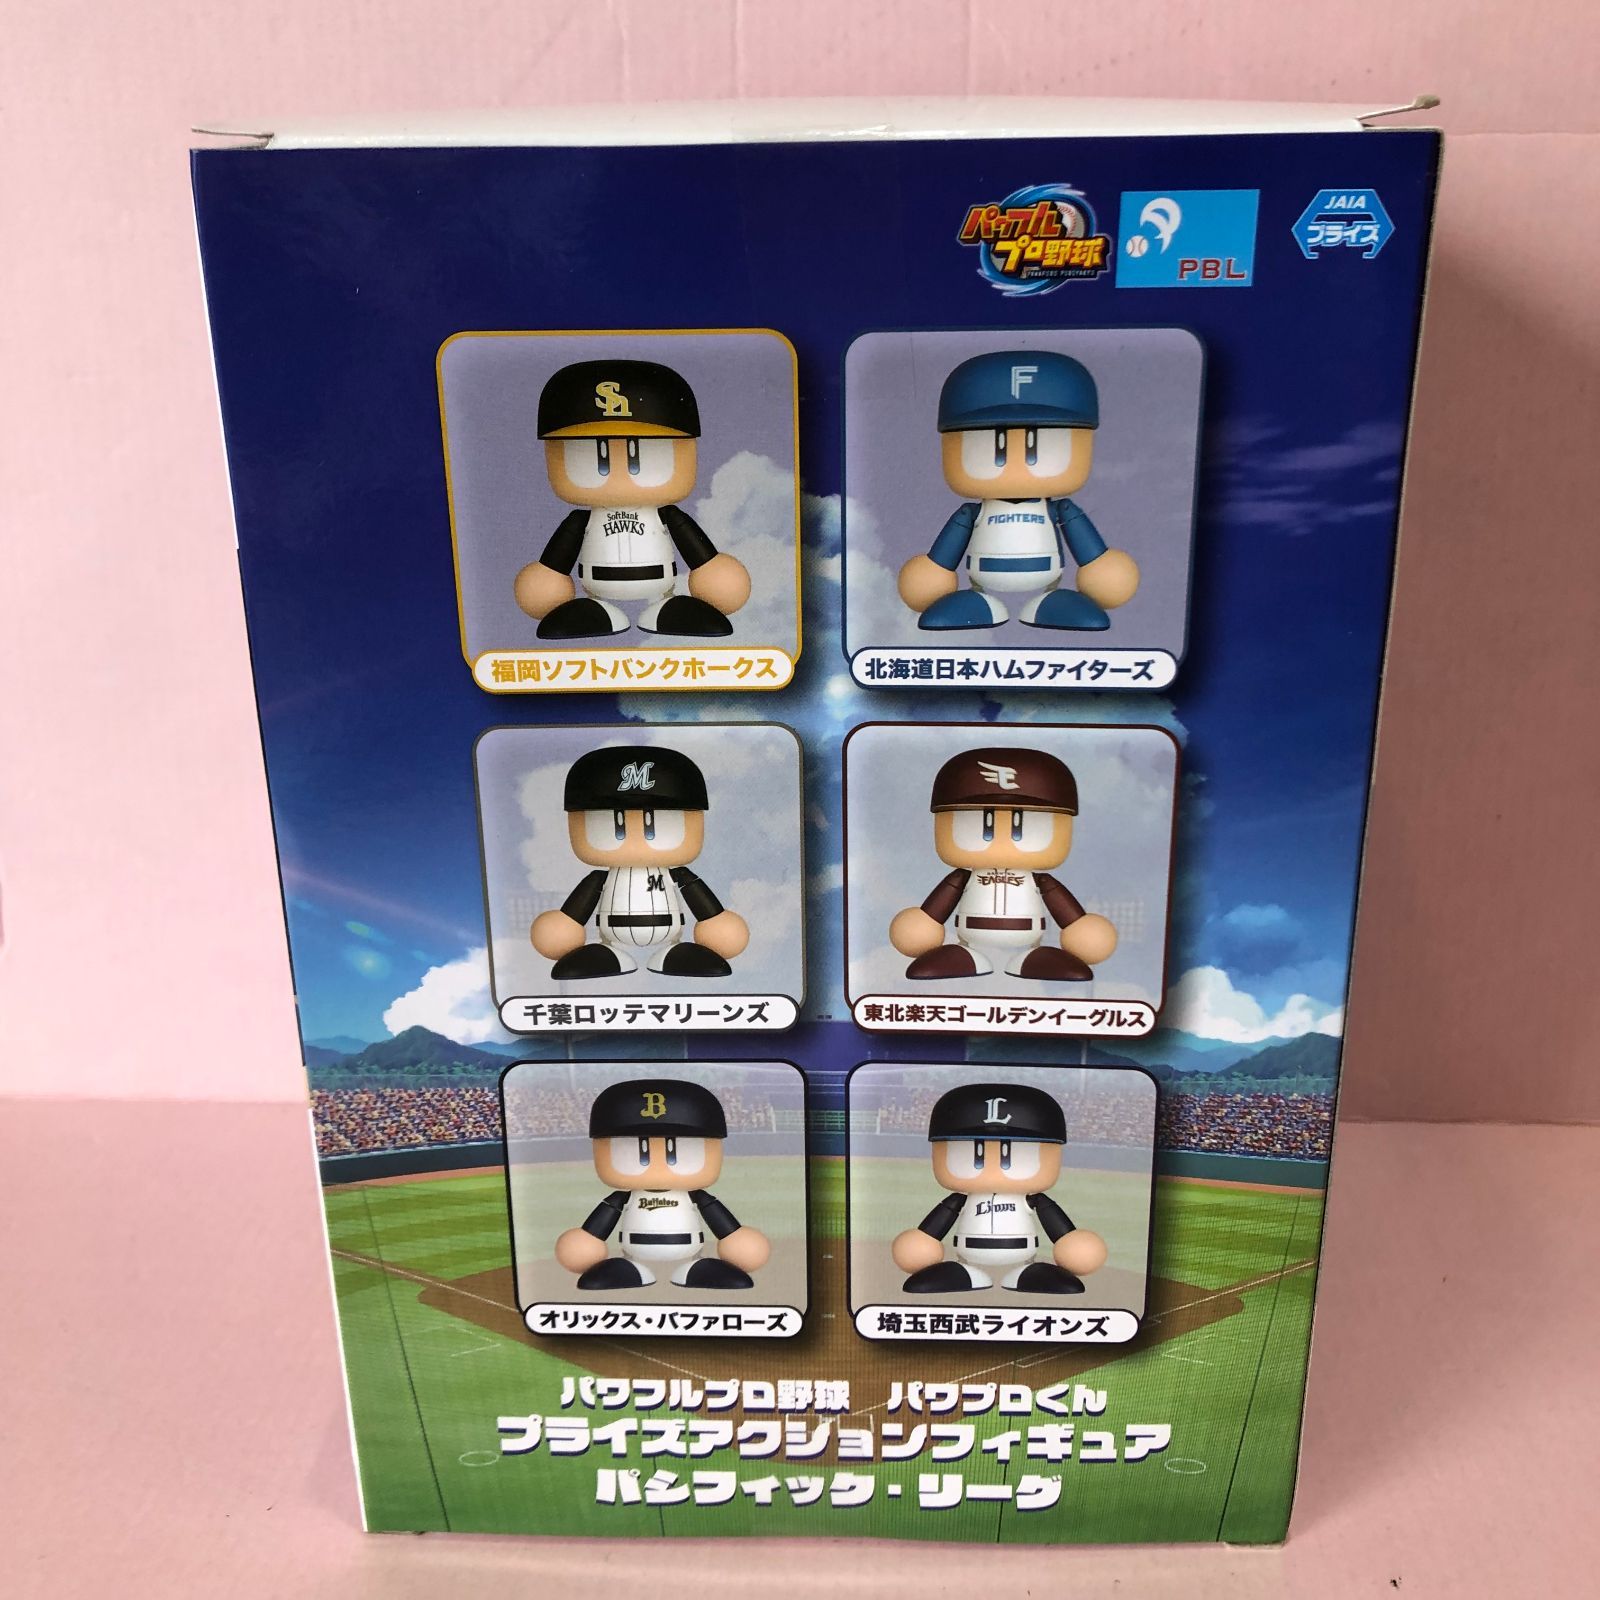 パワフル
プロ野球
POWERFUL PROYAKYU
PBL
JAIA
プライズ
Sh
SoftBank
HAWKS
福岡ソフトバンクホークス
F
FIGHTERS
北海道日本ハムファイターズ
M
M
千葉ロッテマリーンズ
E
EAGLES
東北楽天ゴールデンイーグルス
B
Buffaloes
オリックス・バファローズ
L
Lions
埼玉西武ライオンズ
パワフルプロ野球 パワプロくん
プライズアクションフィギュア
パシフィック・リーグ